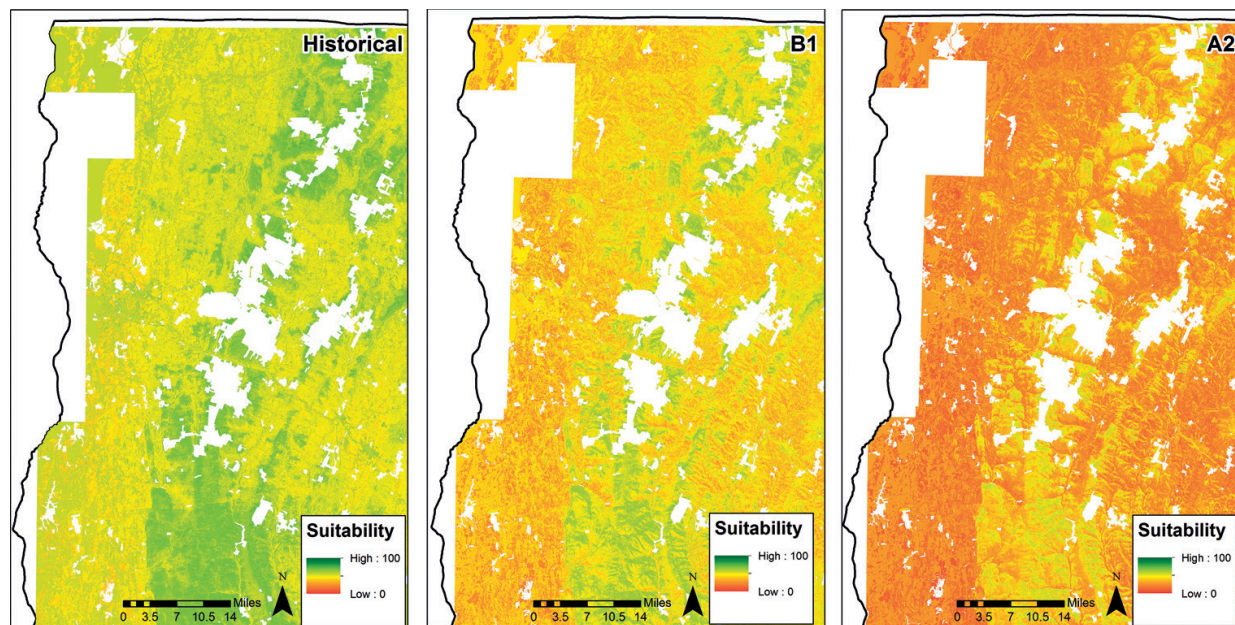 Historical
Suitability
High : 100
Low : 0
N
Miles
0 3.5 7 10.5 14
B1
Suitability
High : 100
Low : 0
N
Miles
0 3.5 7 10.5 14
A2
Suitability
High : 100
Low : 0
N
Miles
0 3.5 7 10.5 14